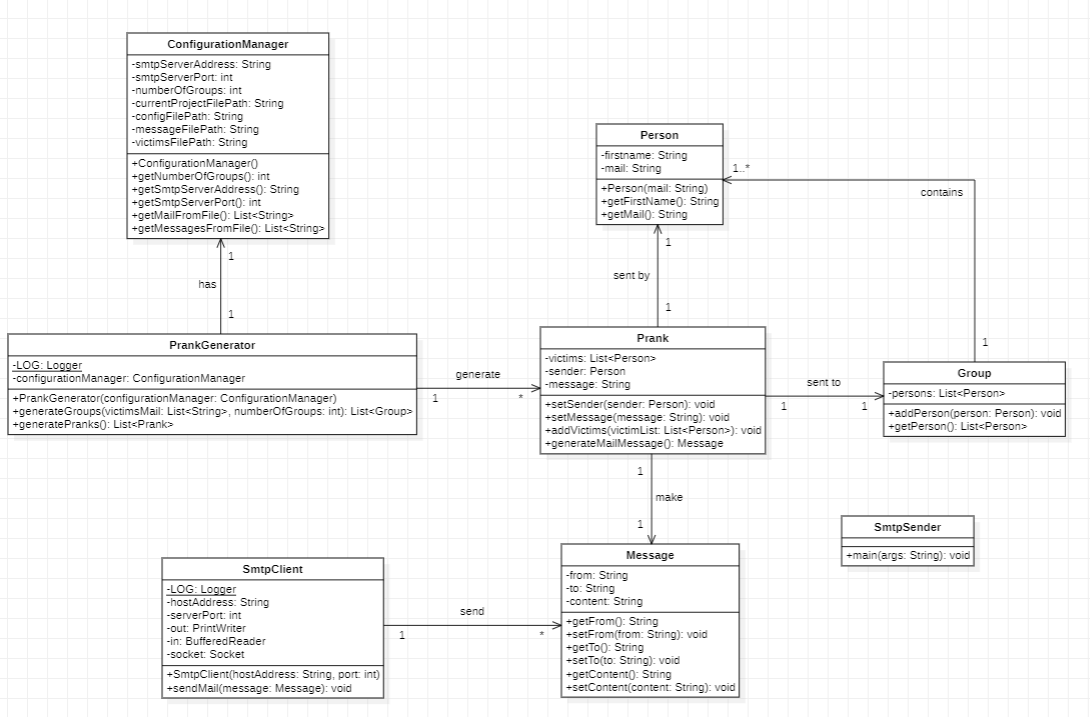 ConfigurationManager
-smtpServerAddress: String
-smtpServerPort: int
-numberOfGroups: int
-currentProjectFilePath: String
-configFilePath: String
-messageFilePath: String
-victimsFilePath: String
+ConfigurationManager()
+getNumberOfGroups(): int
+getSmtpServerAddress(): String
+getSmtpServerPort(): int
+getMailFromFile(): List<String>
+getMessagesFromFile(): List<String>
Person
-firstname: String
-mail: String
+Person(mail: String)
+getFirstName(): String
+getMail(): String
1..*
contains
1
1
has
1
1
sent by
1
PrankGenerator
-LOG: Logger
-configurationManager: ConfigurationManager
+PrankGenerator(configurationManager: ConfigurationManager)
+generateGroups(victimsMail: List<String>, numberOfGroups: int): List<Group>
+generatePranks(): List<Prank>
generate
1
*
Prank
-victims: List<Person>
-sender: Person
-message: String
+setSender(sender: Person): void
+setMessage(message: String): void
+addVictims(victimList: List<Person>): void
+generateMailMessage(): Message
sent to
1
1
Group
-persons: List<Person>
+addPerson(person: Person): void
+getPerson(): List<Person>
1
make
1
SmtpSender
+main(args: String): void
SmtpClient
-LOG: Logger
-hostAddress: String
-serverPort: int
-out: PrintWriter
-in: BufferedReader
-socket: Socket
+SmtpClient(hostAddress: String, port: int)
+sendMail(message: Message): void
send
1
*
Message
-from: String
-to: String
-content: String
+getFrom(): String
+setFrom(from: String): void
+getTo(): String
+setTo(to: String): void
+getContent(): String
+setContent(content: String): void